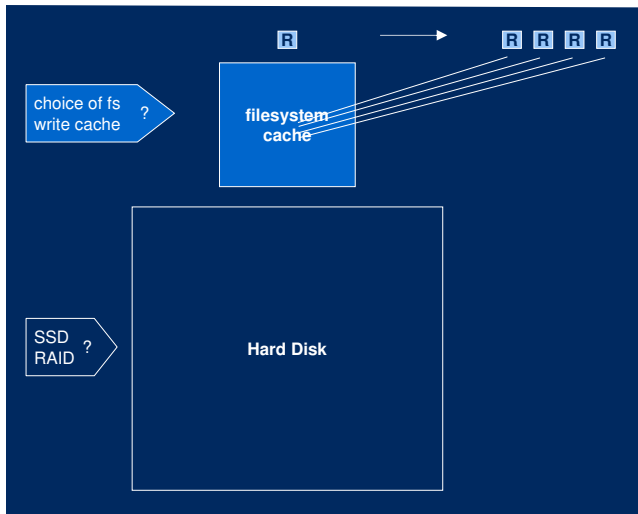 R
R R R R
choice of fs
write cache ?
filesystem
cache
SSD
RAID ?
Hard Disk